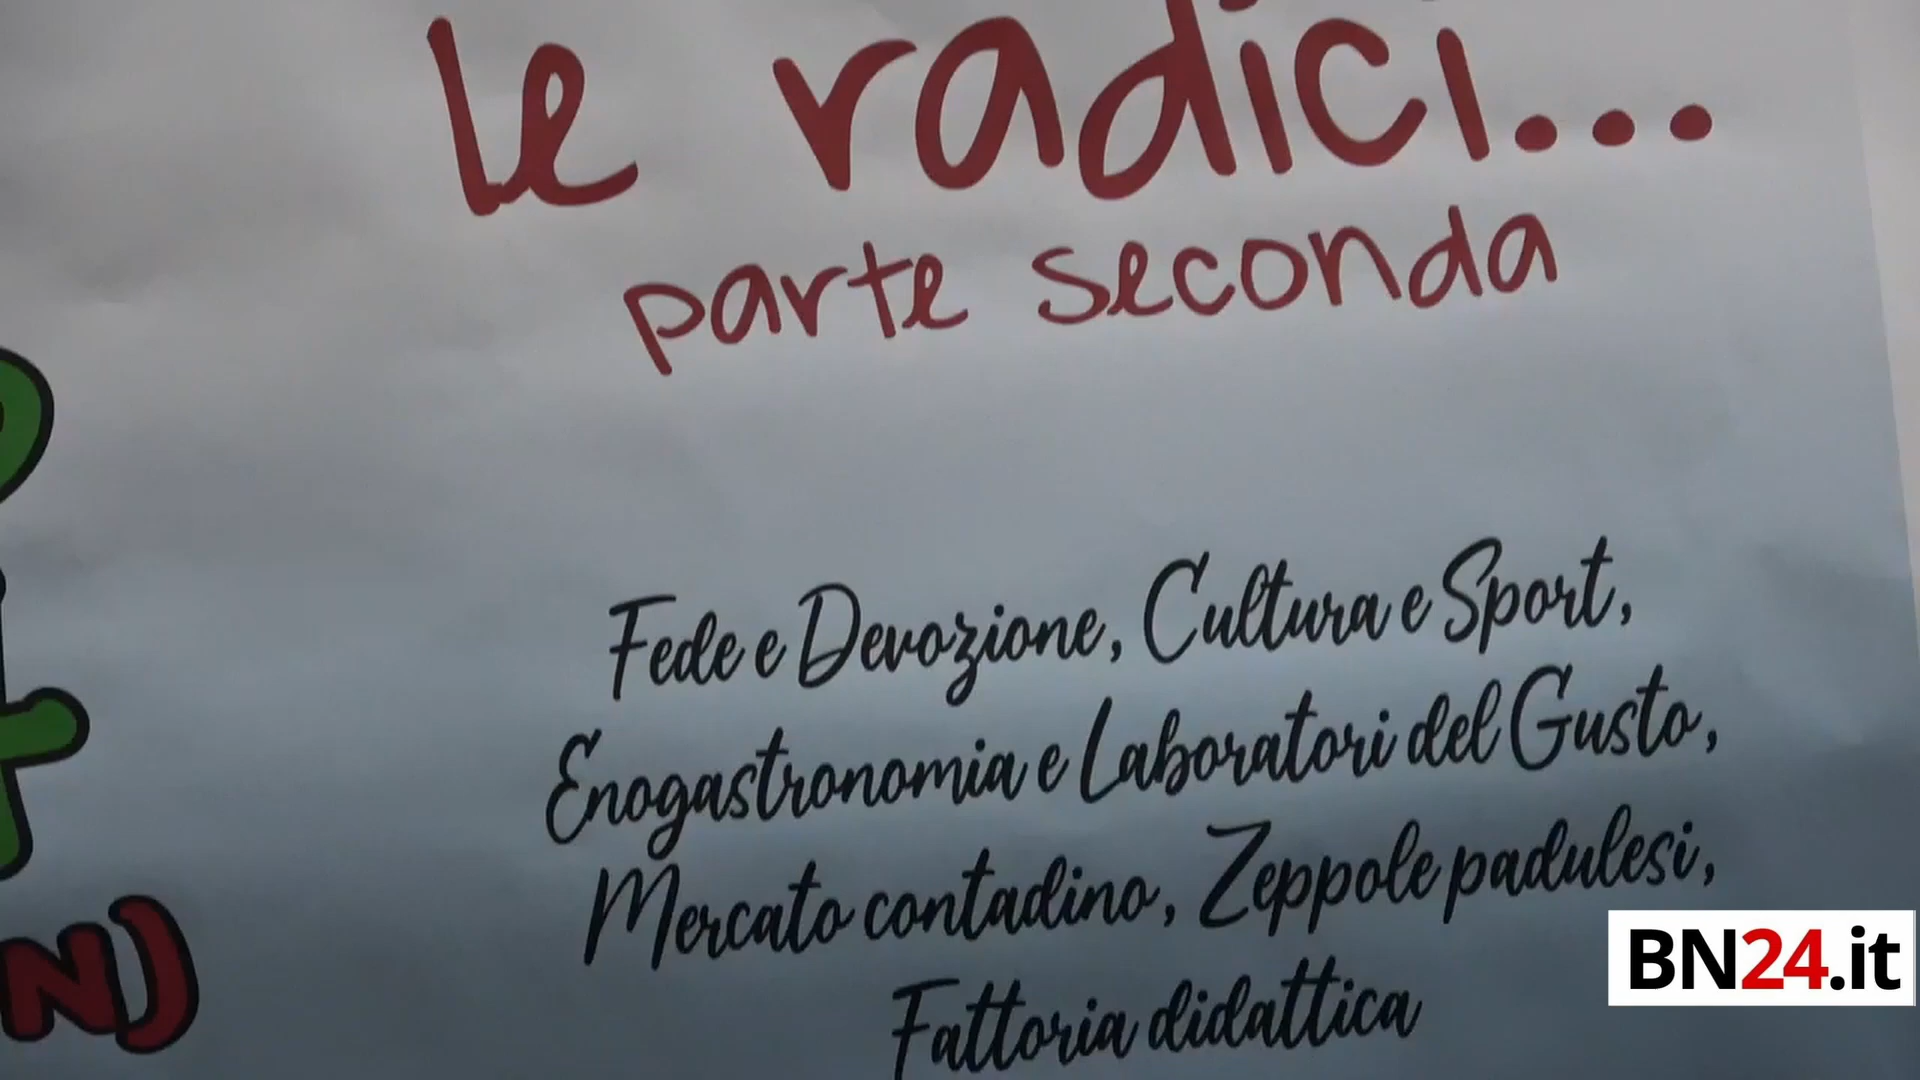 le radici...
parte seconda
Fede e Devozione, Cultura e Sport,
Enogastronomia e Laboratori del Gusto,
Mercato contadino, Zeppole padulesi,
Fattoria didattica
N)
BN24.it